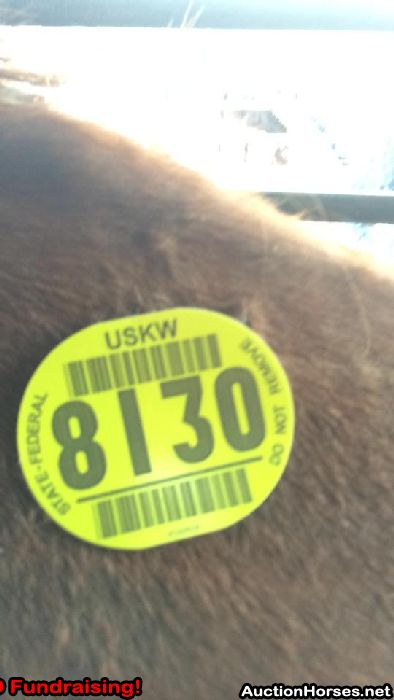 USKW
8130
STATE-FEDERAL
DO NOT REMOVE
Fundraising!
AuctionHorses.net